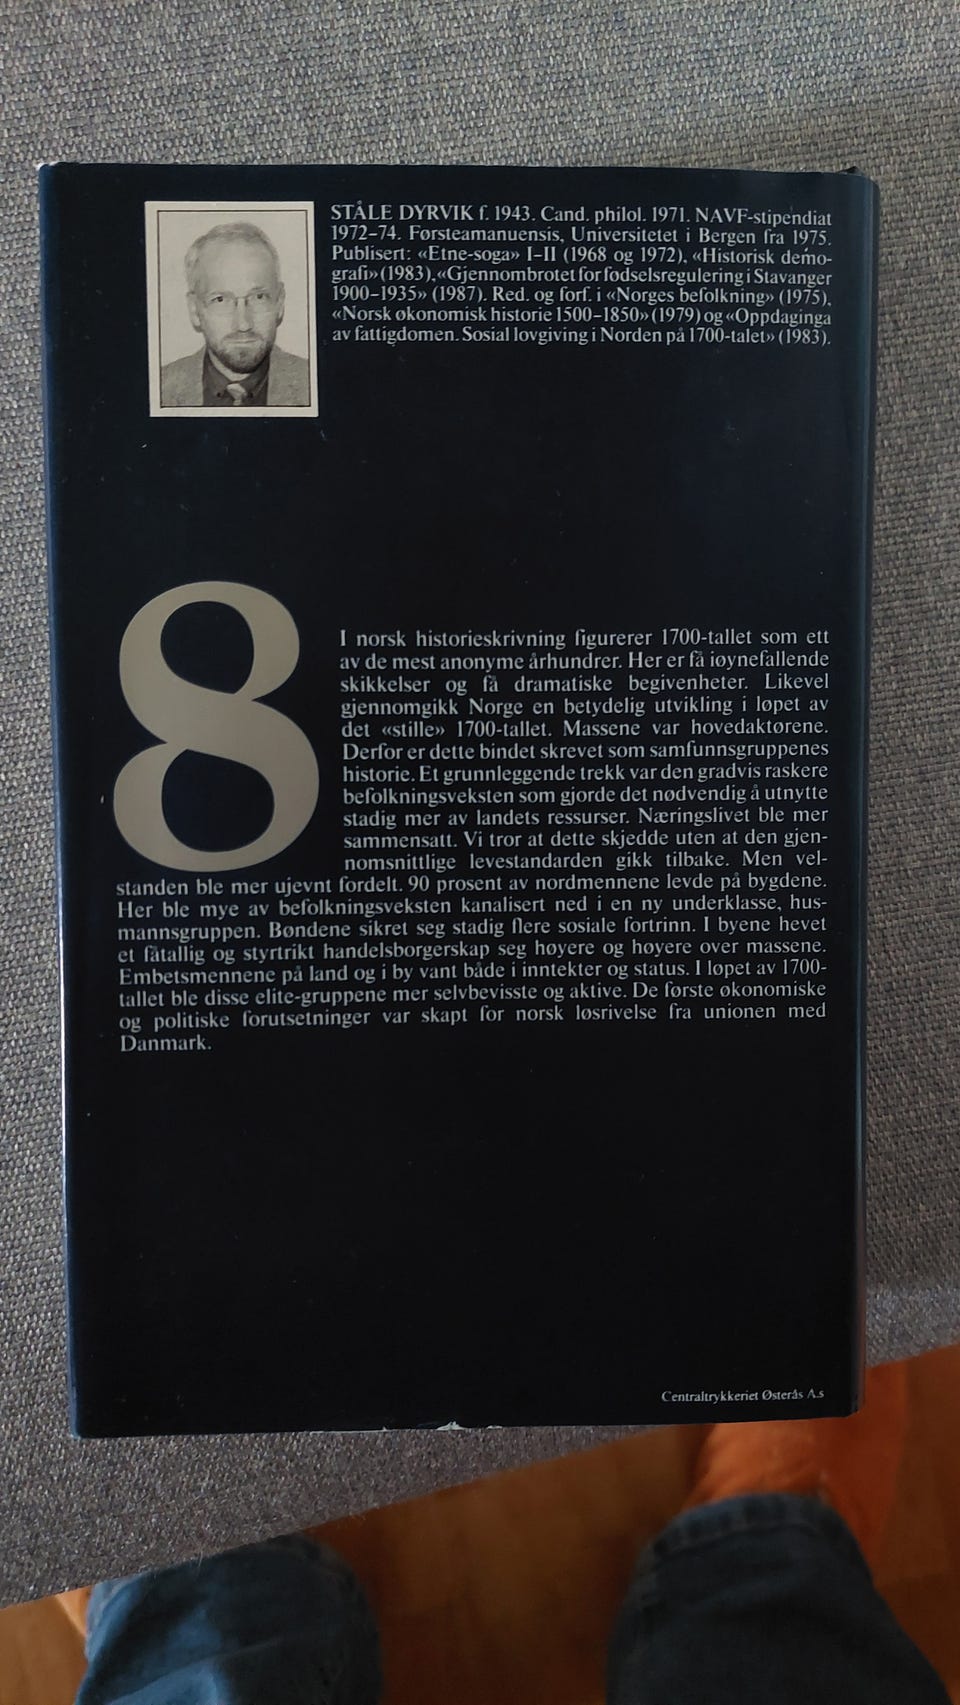 STÅLE DYRVIK f. 1943. Cand. philol. 1971. NAVF-stipendiat
1972–74. Førsteamanuensis, Universitetet i Bergen fra 1975.
Publisert: «Etne-soga» I–II (1968 og 1972), «Historisk demo-
grafi» (1983), «Gjennombrotet for fødselsregulering i Stavanger
1900–1935» (1987). Red. og forf. i «Norges befolkning» (1975),
«Norsk økonomisk historie 1500–1850» (1979) og «Oppdaginga
av fattigdomen. Sosial lovgiving i Norden på 1700-talet» (1983).
8
I norsk historieskrivning figurerer 1700-tallet som ett
av de mest anonyme århundrer. Her er få iøynefallende
skikkelser og få dramatiske begivenheter. Likevel
gjennomgikk Norge en betydelig utvikling i løpet av
det «stille» 1700-tallet. Massene var hovedaktørene.
Derfor er dette bindet skrevet som samfunnsgruppenes
historie. Et grunnleggende trekk var den gradvis raskere
befolkningsveksten som gjorde det nødvendig å utnytte
stadig mer av landets ressurser. Næringslivet ble mer
sammensatt. Vi tror at dette skjedde uten at den gjen-
nomsnittlige levestandarden gikk tilbake. Men vel-
standen ble mer ujevnt fordelt. 90 prosent av nordmennene levde på bygdene.
Her ble mye av befolkningsveksten kanalisert ned i en ny underklasse, hus-
mannsgruppen. Bøndene sikret seg stadig flere sosiale fortrinn. I byene hevet
et fåtallig og styrtrikt handelsborgerskap seg høyere og høyere over massene.
Embetsmennene på land og i by vant både i inntekter og status. I løpet av 1700-
tallet ble disse elite-gruppene mer selvbevisste og aktive. De første økonomiske
og politiske forutsetninger var skapt for norsk løsrivelse fra unionen med
Danmark.
Centraltrykkeriet Østerås A.s